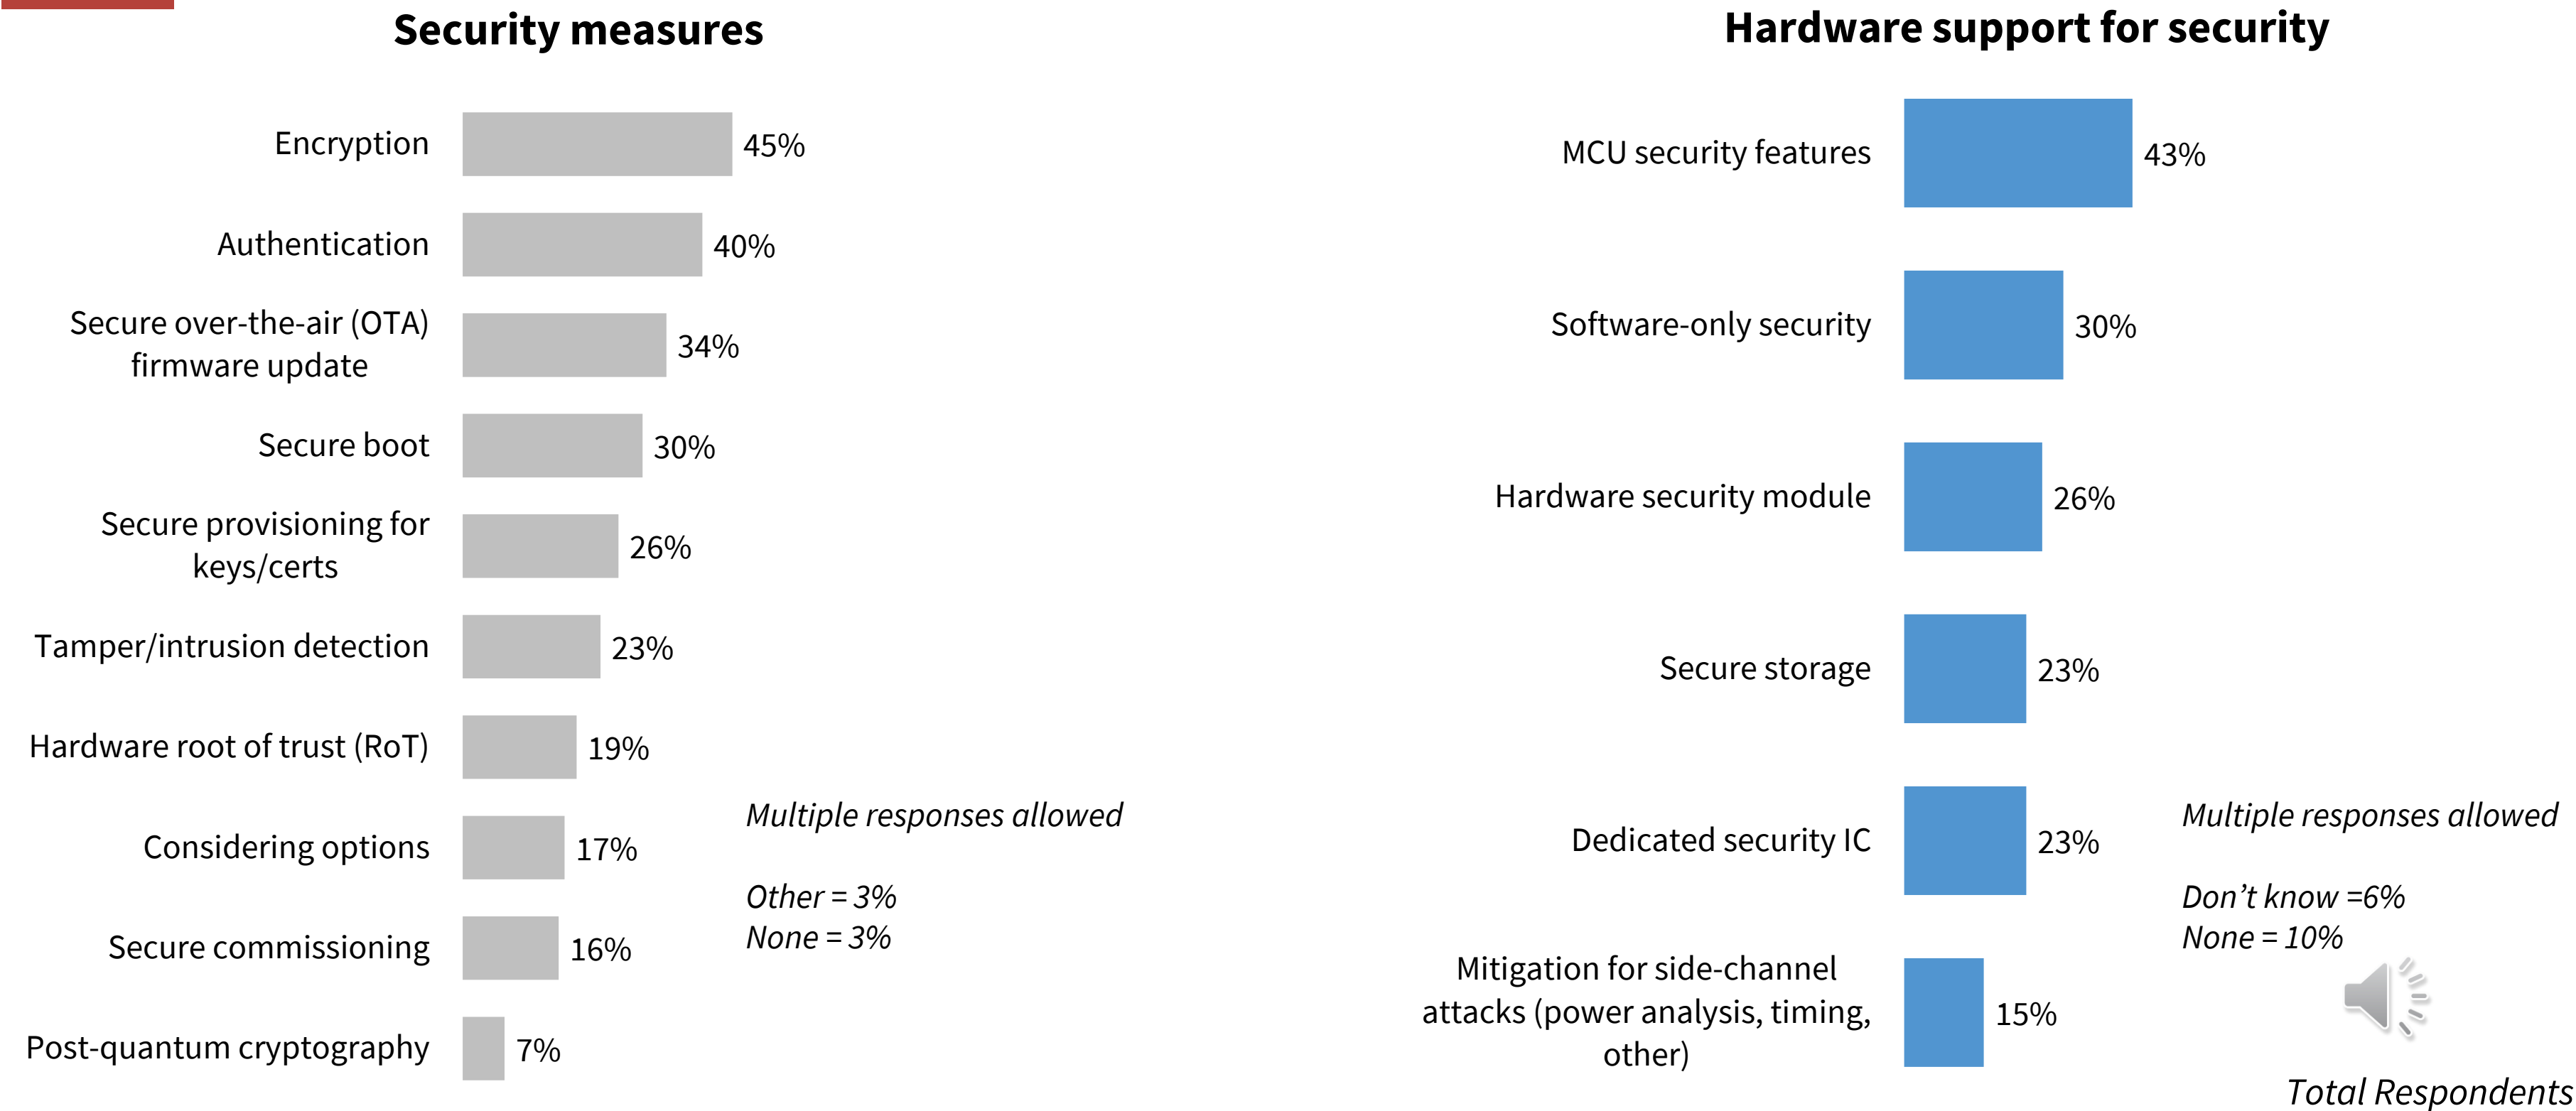 Security measures
Encryption
45%
Authentication
40%
Secure over-the-air (OTA)
firmware update
34%
Secure boot
30%
Secure provisioning for
keys/certs
26%
Tamper/intrusion detection
23%
Hardware root of trust (RoT)
19%
Considering options
17%
Secure commissioning
16%
Post-quantum cryptography
7%
Multiple responses allowed
Other = 3%
None = 3%
Hardware support for security
MCU security features
43%
Software-only security
30%
Hardware security module
26%
Secure storage
23%
Dedicated security IC
23%
Mitigation for side-channel
attacks (power analysis, timing,
other)
15%
Multiple responses allowed
Don’t know =6%
None = 10%
Total Respondents